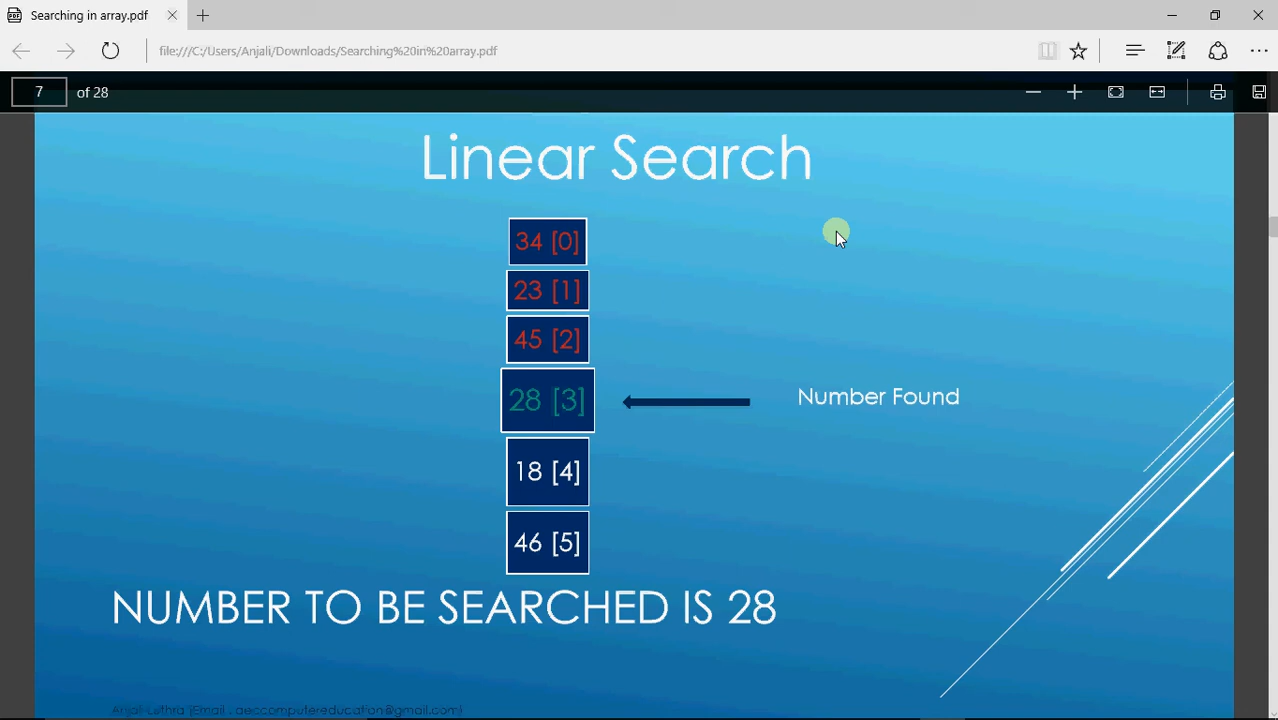 Searching in array.pdf
file:///C:/Users/Anjali/Downloads/Searching%20in%20array.pdf
7 of 28
Linear Search
34 [0]
23 [1]
45 [2]
28 [3]
Number Found
18 [4]
46 [5]
NUMBER TO BE SEARCHED IS 28